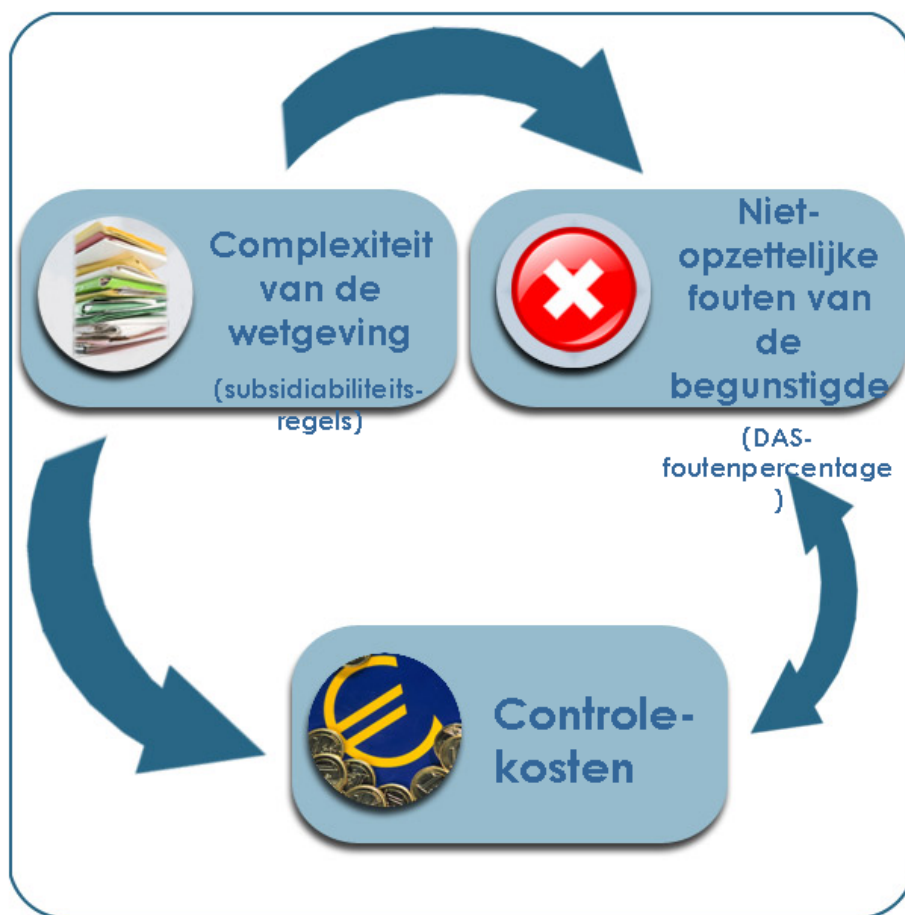 Complexiteit
van de
wetgeving
(subsidiabiliteits-
regels)
Niet-
opzettelijke
fouten van
de
begunstigde
(DAS-
foutenpercentage
)
Controle-
kosten